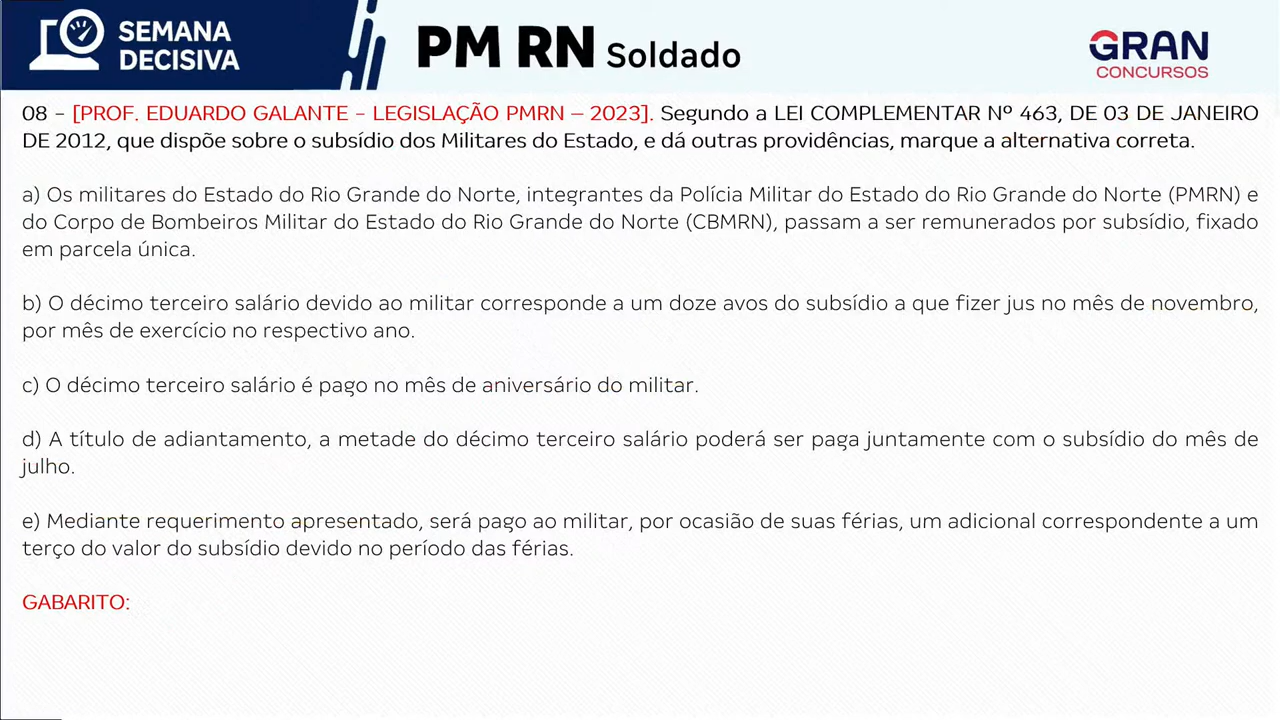 SEMANA
DECISIVA
PM RN Soldado
GRAN
CONCURSOS
08 - [PROF. EDUARDO GALANTE - LEGISLAÇÃO PMRN – 2023]. Segundo a LEI COMPLEMENTAR Nº 463, DE 03 DE JANEIRO
DE 2012, que dispõe sobre o subsídio dos Militares do Estado, e dá outras providências, marque a alternativa correta.
a) Os militares do Estado do Rio Grande do Norte, integrantes da Polícia Militar do Estado do Rio Grande do Norte (PMRN) e
do Corpo de Bombeiros Militar do Estado do Rio Grande do Norte (CBMRN), passam a ser remunerados por subsídio, fixado
em parcela única.
b) O décimo terceiro salário devido ao militar corresponde a um doze avos do subsídio a que fizer jus no mês de novembro,
por mês de exercício no respectivo ano.
c) O décimo terceiro salário é pago no mês de aniversário do militar.
d) A título de adiantamento, a metade do décimo terceiro salário poderá ser paga juntamente com o subsídio do mês de
julho.
e) Mediante requerimento apresentado, será pago ao militar, por ocasião de suas férias, um adicional correspondente a um
terço do valor do subsídio devido no período das férias.
GABARITO: